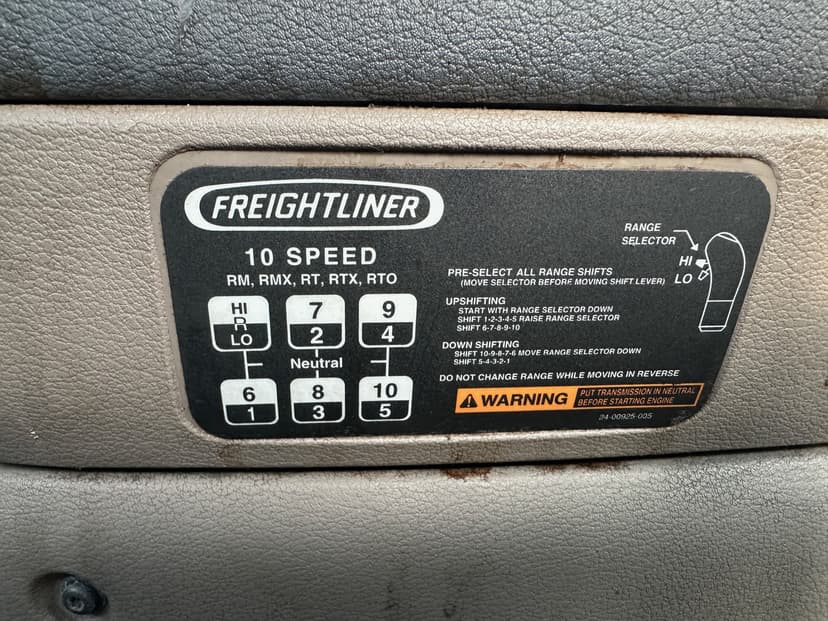 FREIGHTLINER
10 SPEED
RM, RMX, RT, RTX, RTO
HI
R
LO
7
2
9
4
Neutral
6
1
8
3
10
5
RANGE
SELECTOR
HI
LO
PRE-SELECT ALL RANGE SHIFTS
(MOVE SELECTOR BEFORE MOVING SHIFT LEVER)
UPSHIFTING
START WITH RANGE SELECTOR DOWN
SHIFT 1-2-3-4-5 RAISE RANGE SELECTOR
SHIFT 6-7-8-9-10
DOWN SHIFTING
SHIFT 10-9-8-7-6 MOVE RANGE SELECTOR DOWN
SHIFT 5-4-3-2-1
DO NOT CHANGE RANGE WHILE MOVING IN REVERSE
WARNING
PUT TRANSMISSION IN NEUTRAL
BEFORE STARTING ENGINE
24-00925-005